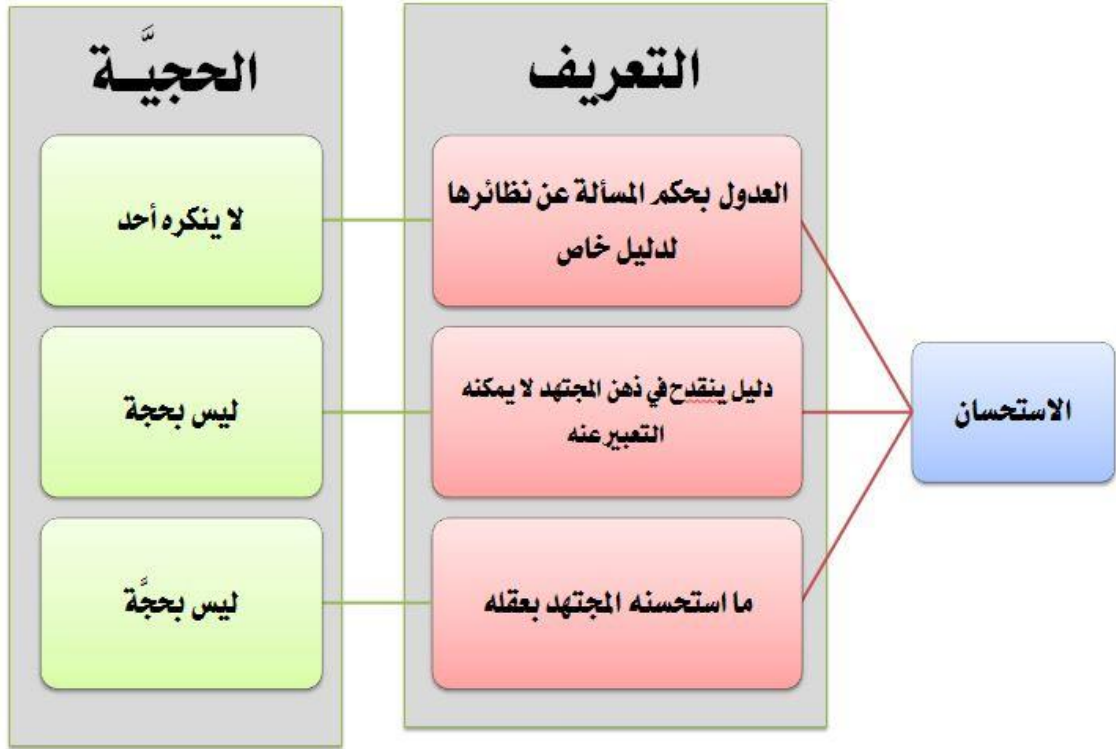 الاستحسان
التعريف
العدول بحكم المسألة عن نظائرها
لدليل خاص
دليل ينقدح في ذهن المجتهد لا يمكنه
التعبير عنه
ما استحسنه المجتهد بعقله
الحجيَّـة
لا ينكره أحد
ليس بحجة
ليس بحجَّة